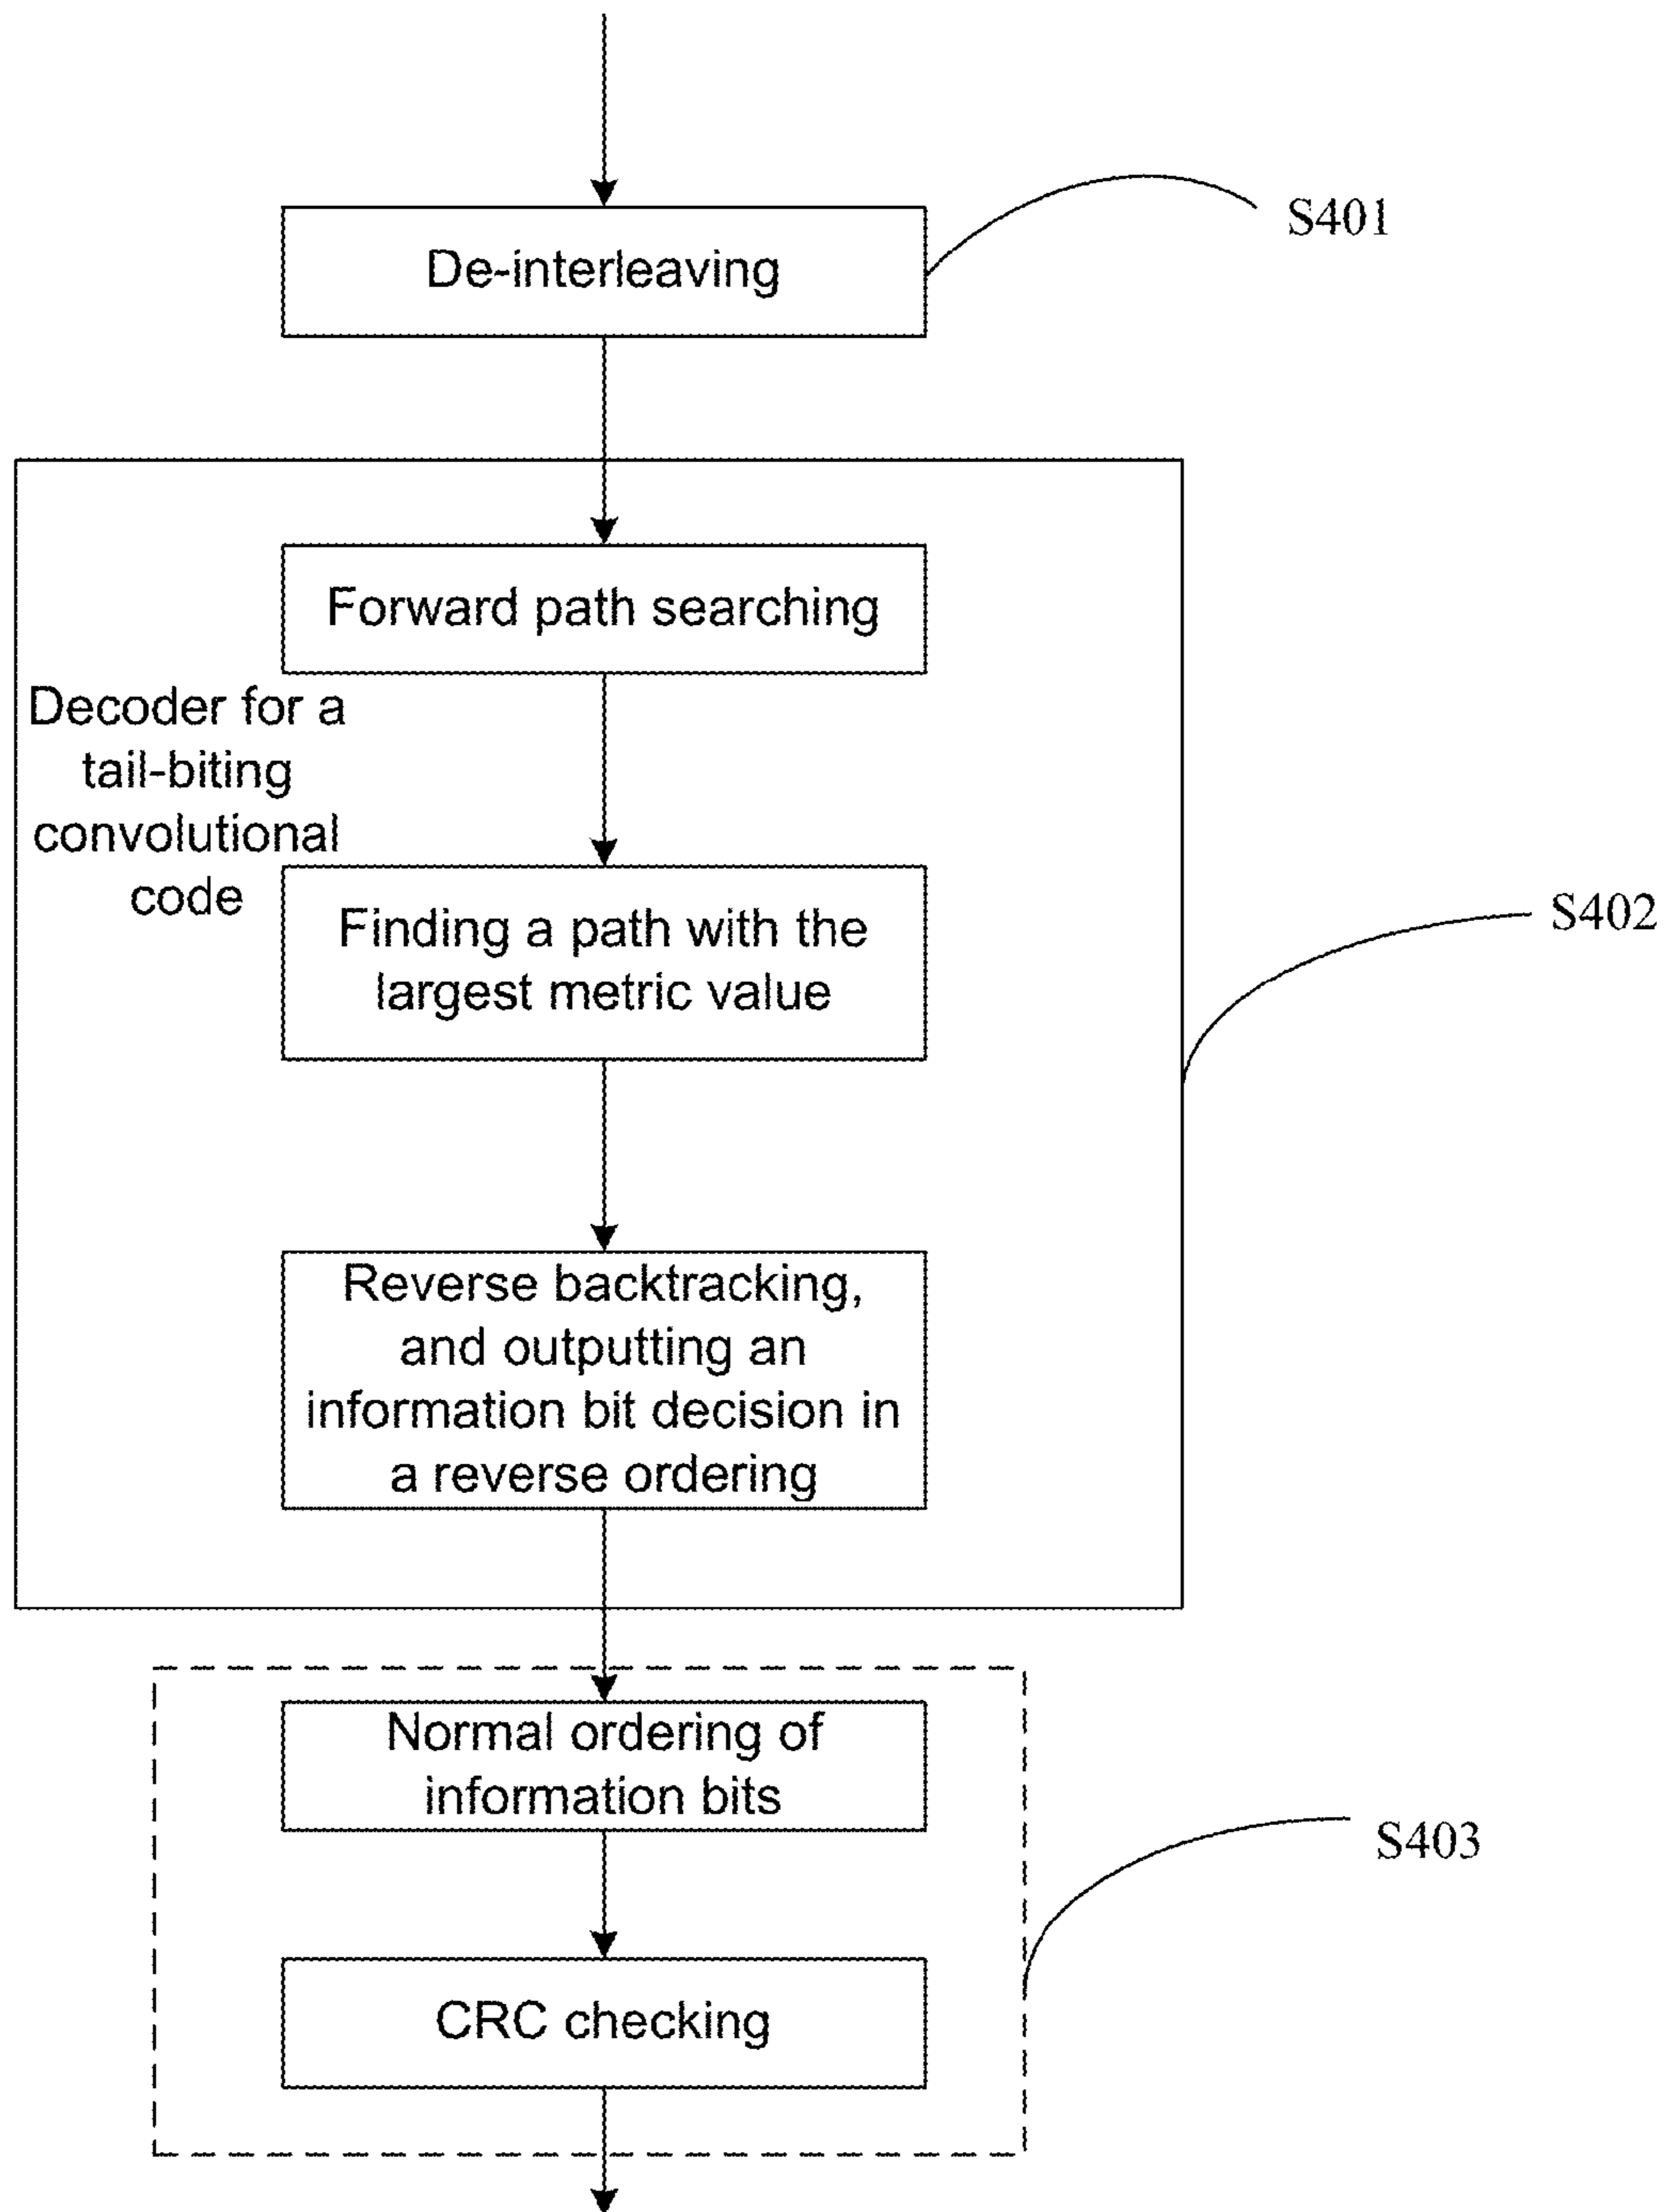 S401
De-interleaving
Forward path searching
Decoder for a
tail-biting
convolutional
code
Finding a path with the
largest metric value
S402
Reverse backtracking,
and outputting an
information bit decision in
a reverse ordering
Normal ordering of
information bits
S403
CRC checking